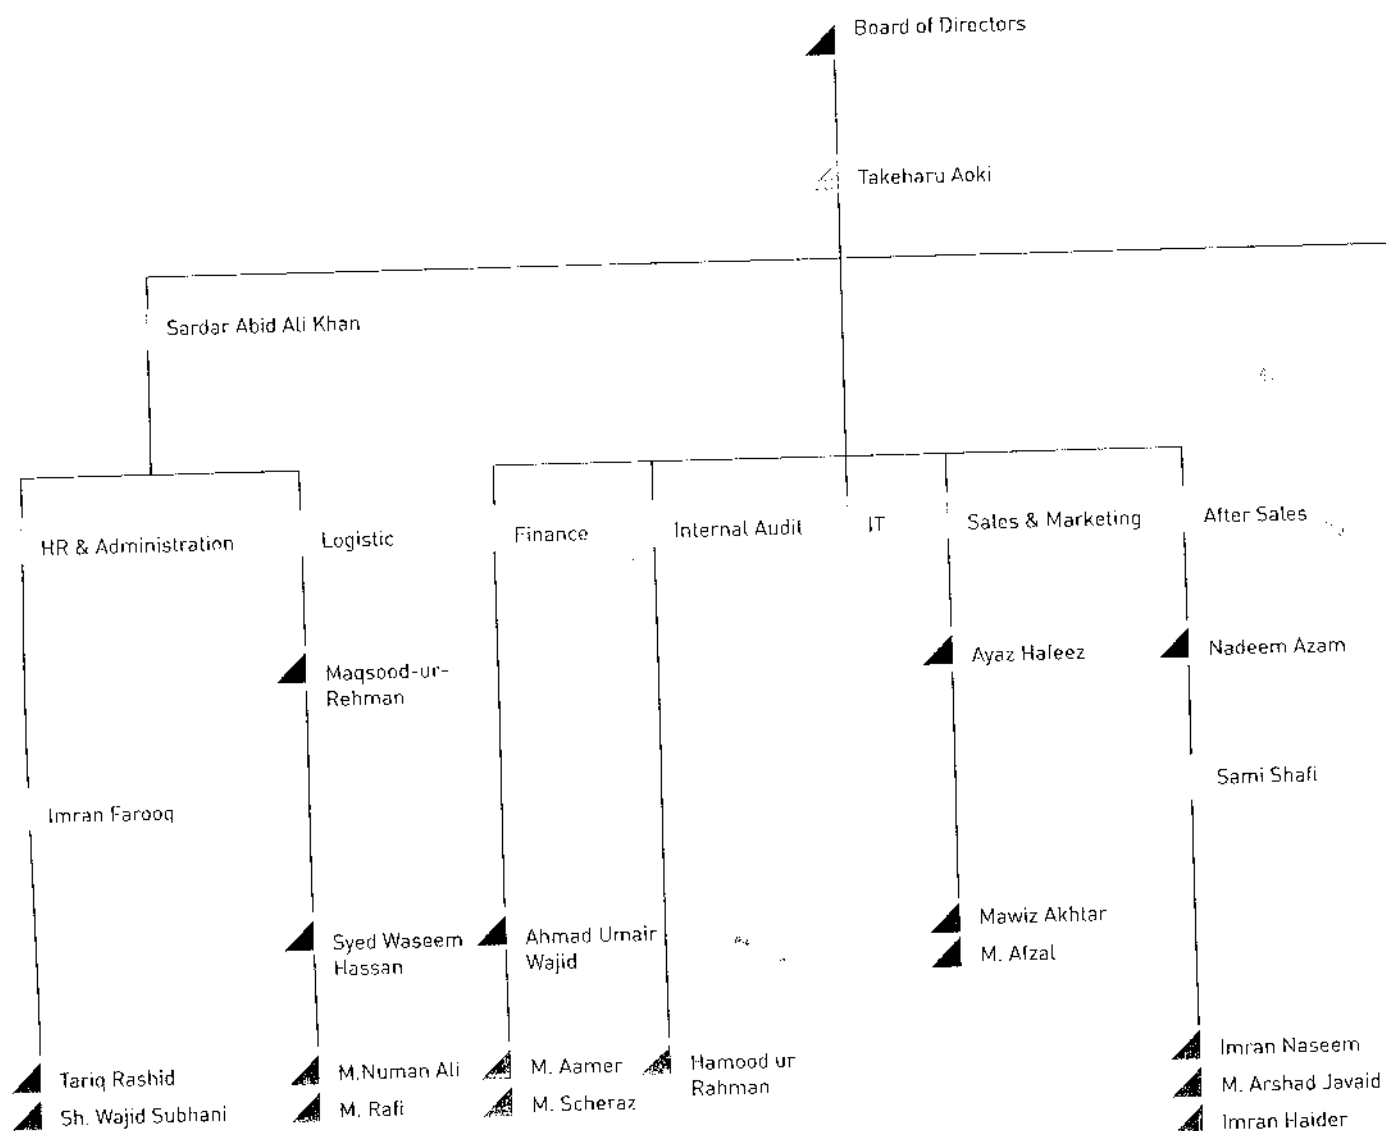 Board of Directors
Takeharu Aoki
Sardar Abid Ali Khan
HR & Administration
Logistic
Finance
Internal Audit
IT
Sales & Marketing
After Sales
Maqsood-ur-
Rehman
Ayaz Hafeez
Nadeem Azam
Sami Shafi
Imran Farooq
Syed Waseem
Hassan
Ahmad Umair
Wajid
Mawiz Akhtar
M. Afzal
Tariq Rashid
Sh. Wajid Subhani
M.Numan Ali
M. Rafi
M. Aamer
M. Scheraz
Hamood ur
Rahman
Imran Naseem
M. Arshad Javaid
Imran Haider